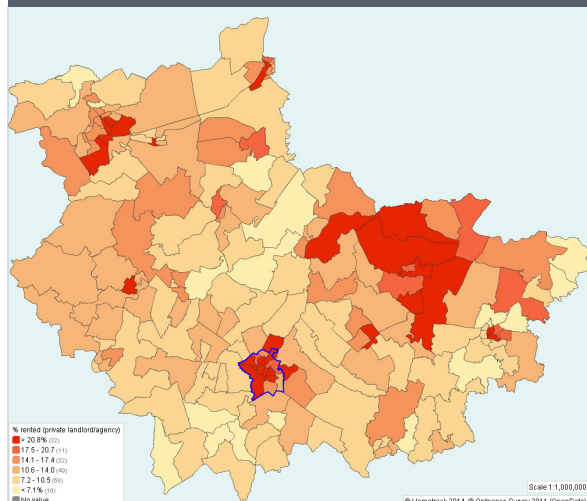 % rented (private landlord/agency)
> 20.8% (32)
17.5 - 20.7 (11)
14.1 - 17.4 (32)
10.6 - 14.0 (49)
7.2 - 10.5 (68)
< 7.1% (18)
No value
Scale 1:1,000,000
© Hometrack 2014 © Ordnance Survey 2011 (OpenData)